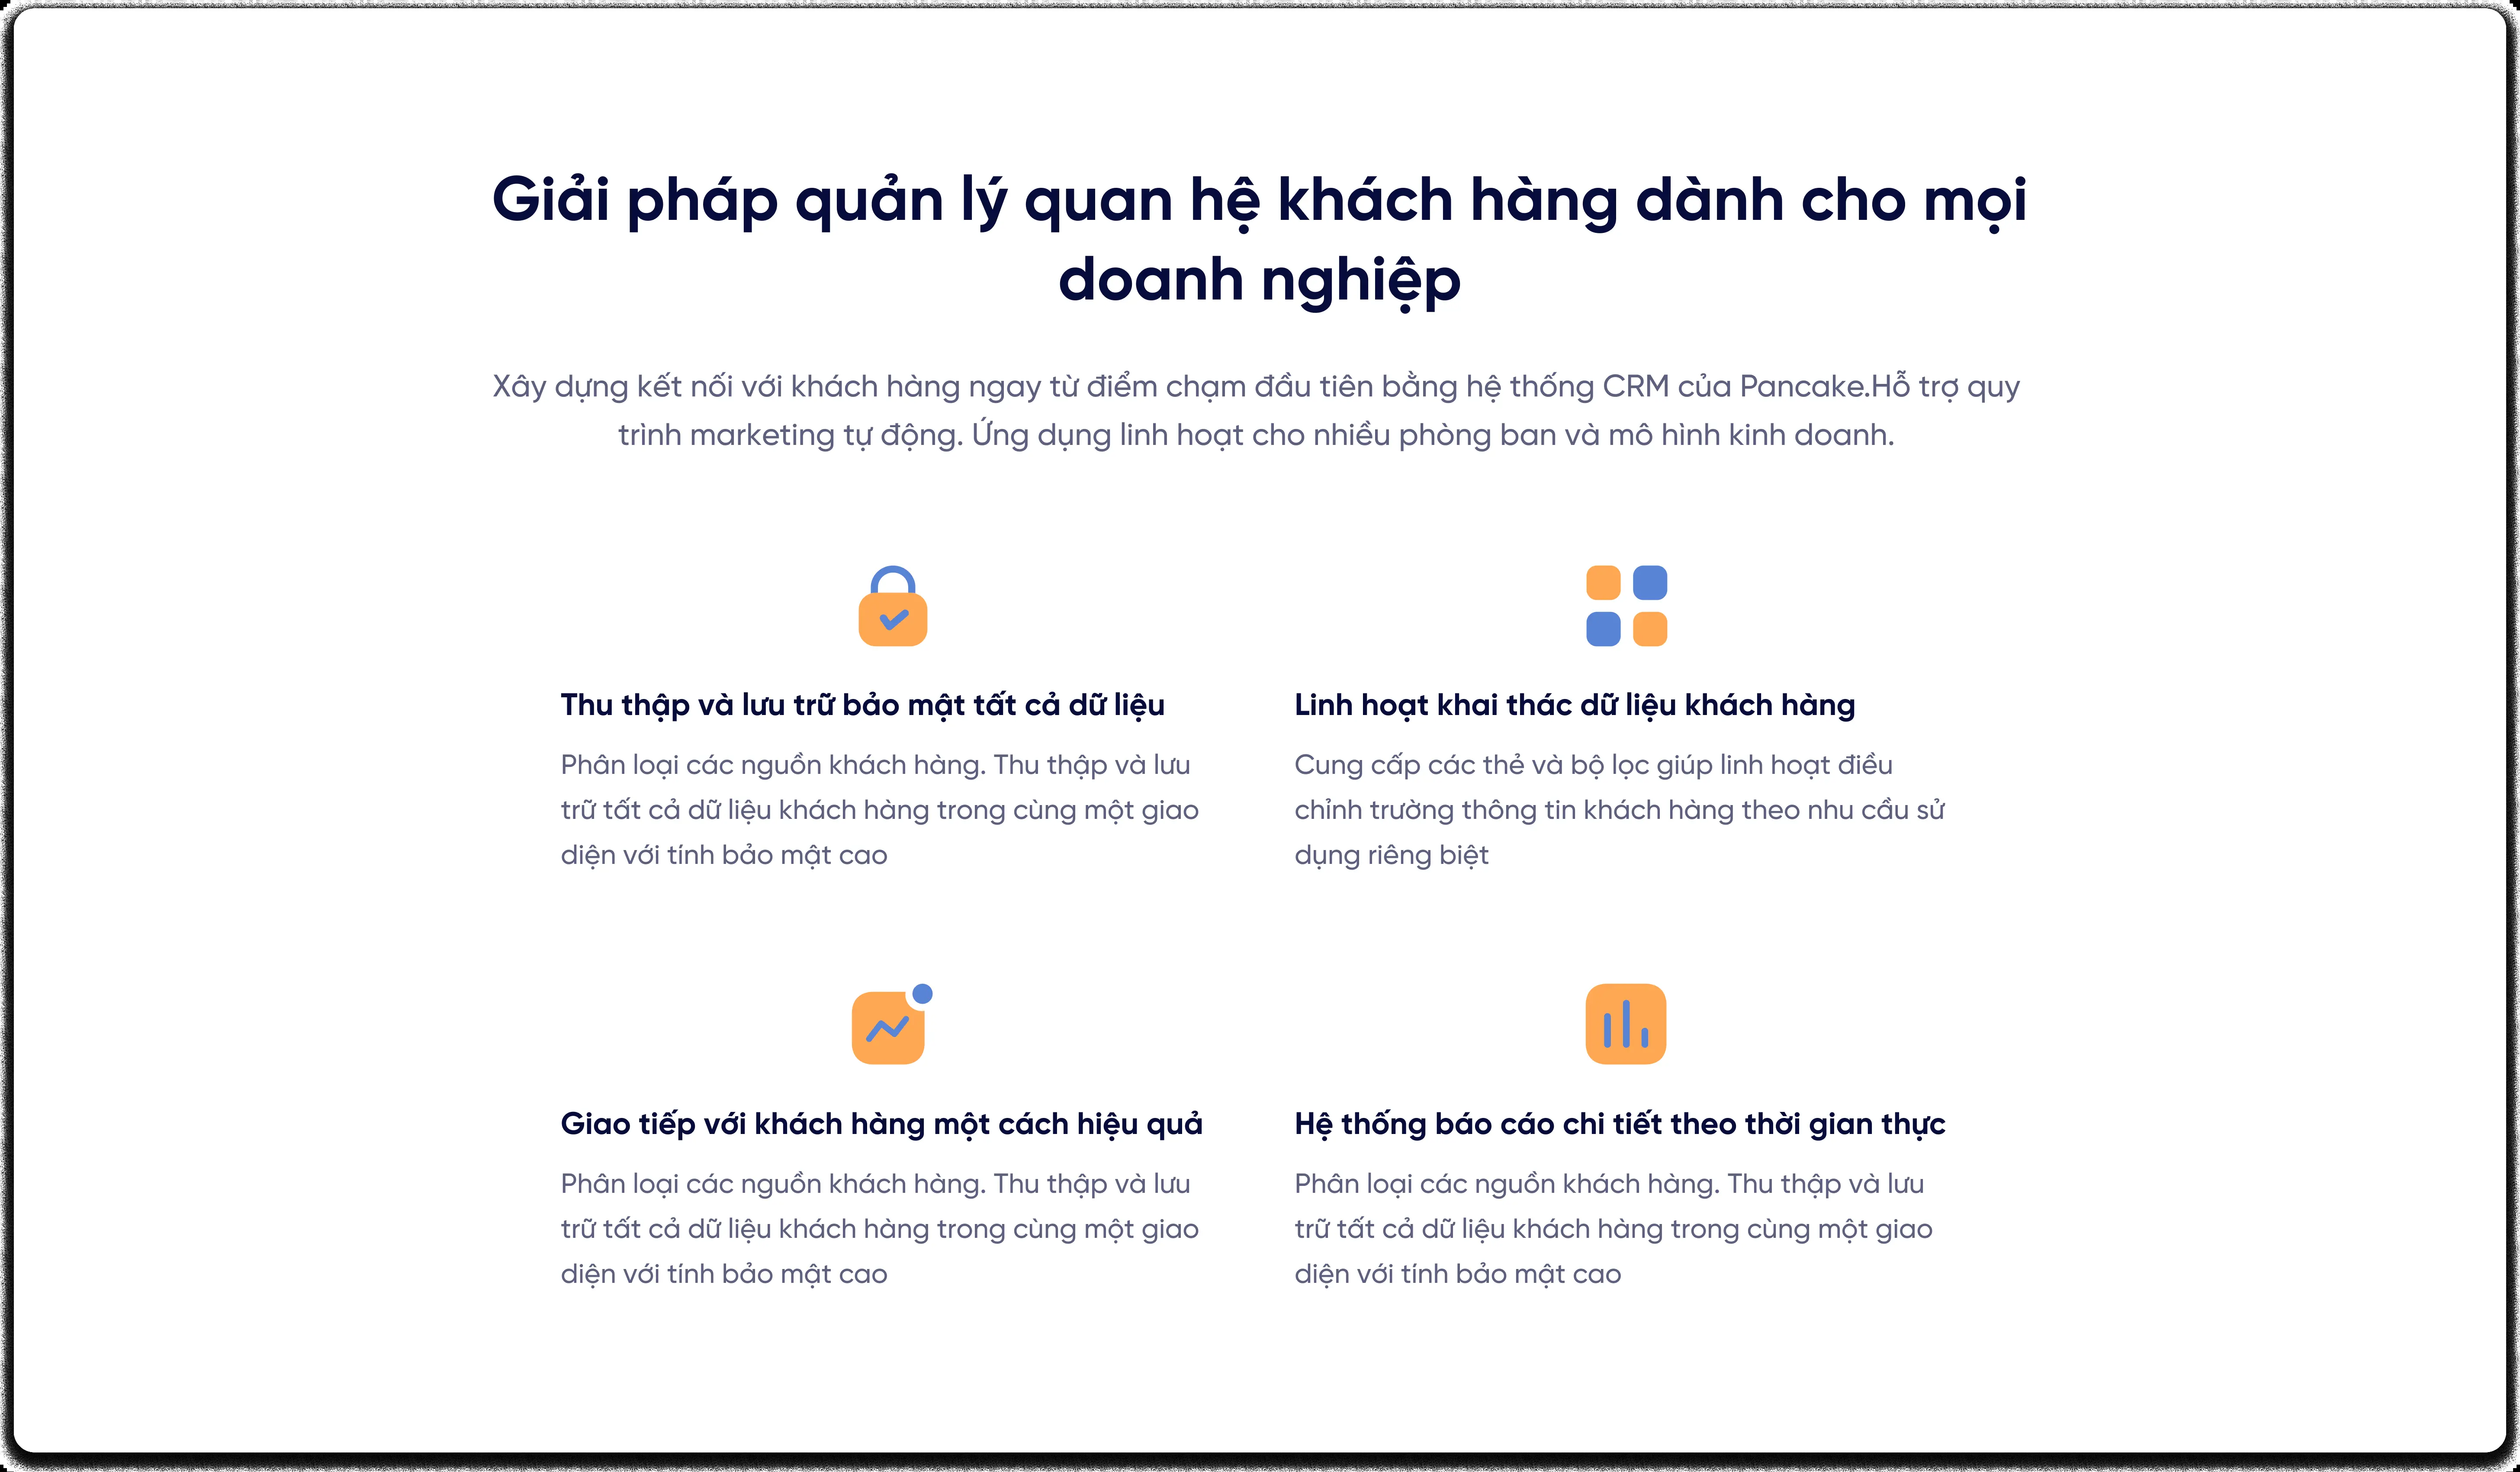 Giải pháp quản lý quan hệ khách hàng dành cho mọi
doanh nghiệp
Xây dựng kết nối với khách hàng ngay từ điểm chạm đầu tiên bằng hệ thống CRM của Pancake.Hỗ trợ quy
trình marketing tự động. Ứng dụng linh hoạt cho nhiều phòng ban và mô hình kinh doanh.
Thu thập và lưu trữ bảo mật tất cả dữ liệu
Phân loại các nguồn khách hàng. Thu thập và lưu
trữ tất cả dữ liệu khách hàng trong cùng một giao
diện với tính bảo mật cao
Linh hoạt khai thác dữ liệu khách hàng
Cung cấp các thẻ và bộ lọc giúp linh hoạt điều
chỉnh trường thông tin khách hàng theo nhu cầu sử
dụng riêng biệt
Giao tiếp với khách hàng một cách hiệu quả
Phân loại các nguồn khách hàng. Thu thập và lưu
trữ tất cả dữ liệu khách hàng trong cùng một giao
diện với tính bảo mật cao
Hệ thống báo cáo chi tiết theo thời gian thực
Phân loại các nguồn khách hàng. Thu thập và lưu
trữ tất cả dữ liệu khách hàng trong cùng một giao
diện với tính bảo mật cao